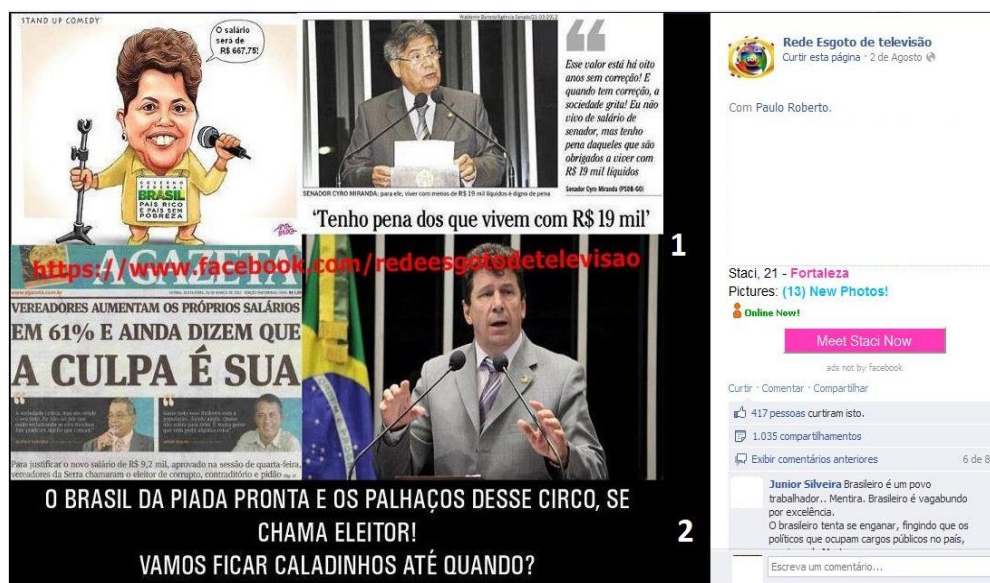 STAND UP COMEDY
O salário
será de
R$ 667,75!
GOVERNO
FEDERAL
BRASIL
PAÍS RICO
É PAÍS SEM
POBREZA
Waldemir Barreto/Agência Senado/21-03-2012
Esse valor está há oito
anos sem correção! E
quando tem correção, a
sociedade grita! Eu não
vivo de salário de
senador, mas tenho
pena daqueles que são
obrigados a viver com
R$ 19 mil líquidos
Senador Cyro Miranda (PSDB-GO)
SENADOR CYRO MIRANDA: para ele, viver com menos de R$ 19 mil líquidos é digno de pena
'Tenho pena dos que vivem com R$ 19 mil'
1
A GAZETA
https://www.facebook.com/redeesgotodetelevisao
VEREADORES AUMENTAM OS PRÓPRIOS SALÁRIOS
EM 61% E AINDA DIZEM QUE
A CULPA É SUA
Para justificar o novo salário de R$ 9,2 mil, aprovado na sessão de quarta-feira,
vereadores da Serra chamaram o eleitor de corrupto, contraditório e pidão
O BRASIL DA PIADA PRONTA E OS PALHAÇOS DESSE CIRCO, SE
CHAMA ELEITOR!
VAMOS FICAR CALADINHOS ATÉ QUANDO?
2
Rede Esgoto de televisão
Curtir esta página · 2 de Agosto
Com Paulo Roberto.
Staci, 21 - Fortaleza
Pictures: (13) New Photos!
Online Now!
Meet Staci Now
ads not by facebook
Curtir · Comentar · Compartilhar
417 pessoas curtiram isto.
1.035 compartilhamentos
Exibir comentários anteriores 6 de 8
Junior Silveira Brasileiro é um povo
trabalhador.. Mentira. Brasileiro é vagabundo
por excelência.
O brasileiro tenta se enganar, fingindo que os
políticos que ocupam cargos públicos no país,
Escreva um comentário...